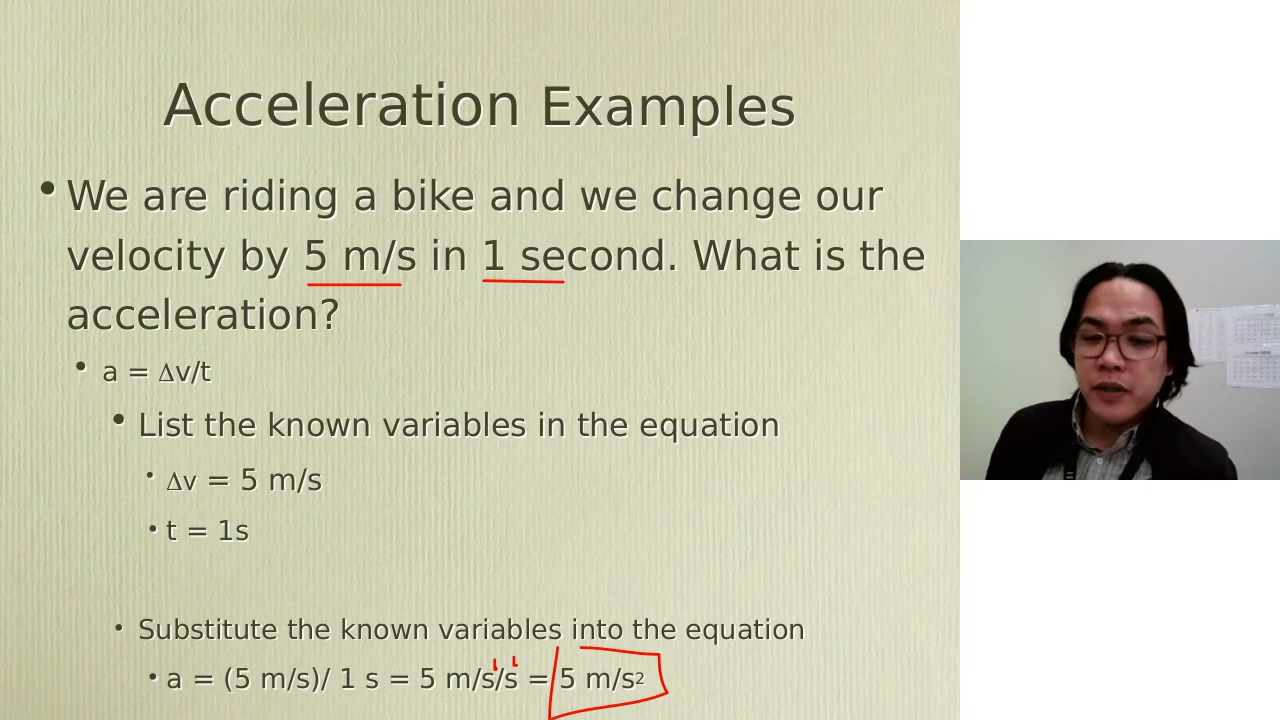 Acceleration Examples
• We are riding a bike and we change our
velocity by 5 m/s in 1 second. What is the
acceleration?
• a = Δv/t
• List the known variables in the equation
• Δv = 5 m/s
• t = 1s
• Substitute the known variables into the equation
• a = (5 m/s)/ 1 s = 5 m/s/s = 5 m/s2